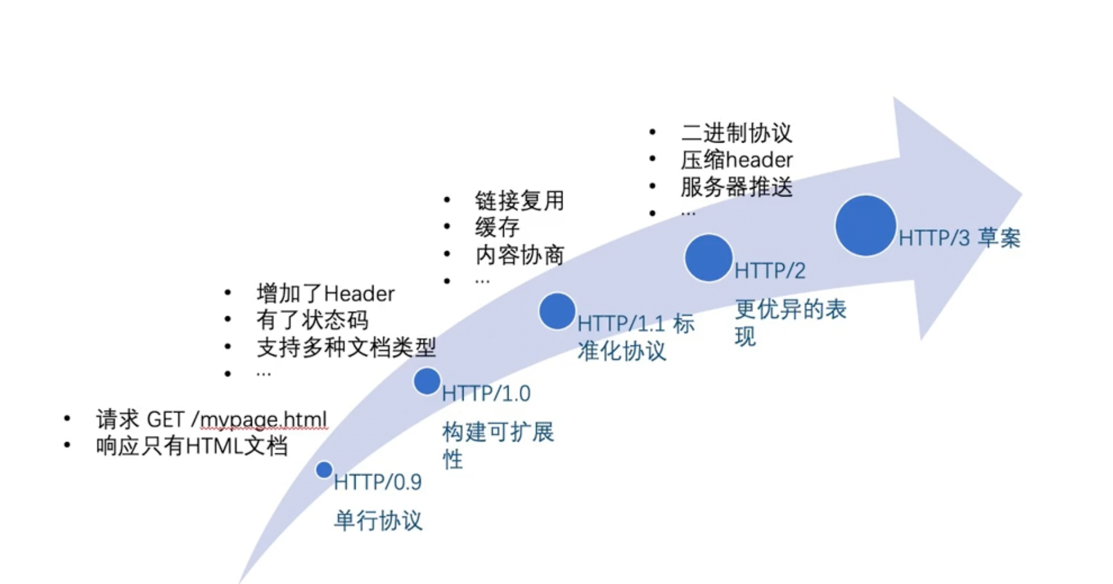 二进制协议
压缩header
服务器推送
...
HTTP/3 草案
链接复用
缓存
内容协商
...
HTTP/2
更优异的表
现
增加了Header
有了状态码
支持多种文档类型
...
HTTP/1.1 标
准化协议
请求 GET /mypage.html
响应只有HTML文档
HTTP/1.0
构建可扩展
性
HTTP/0.9
单行协议